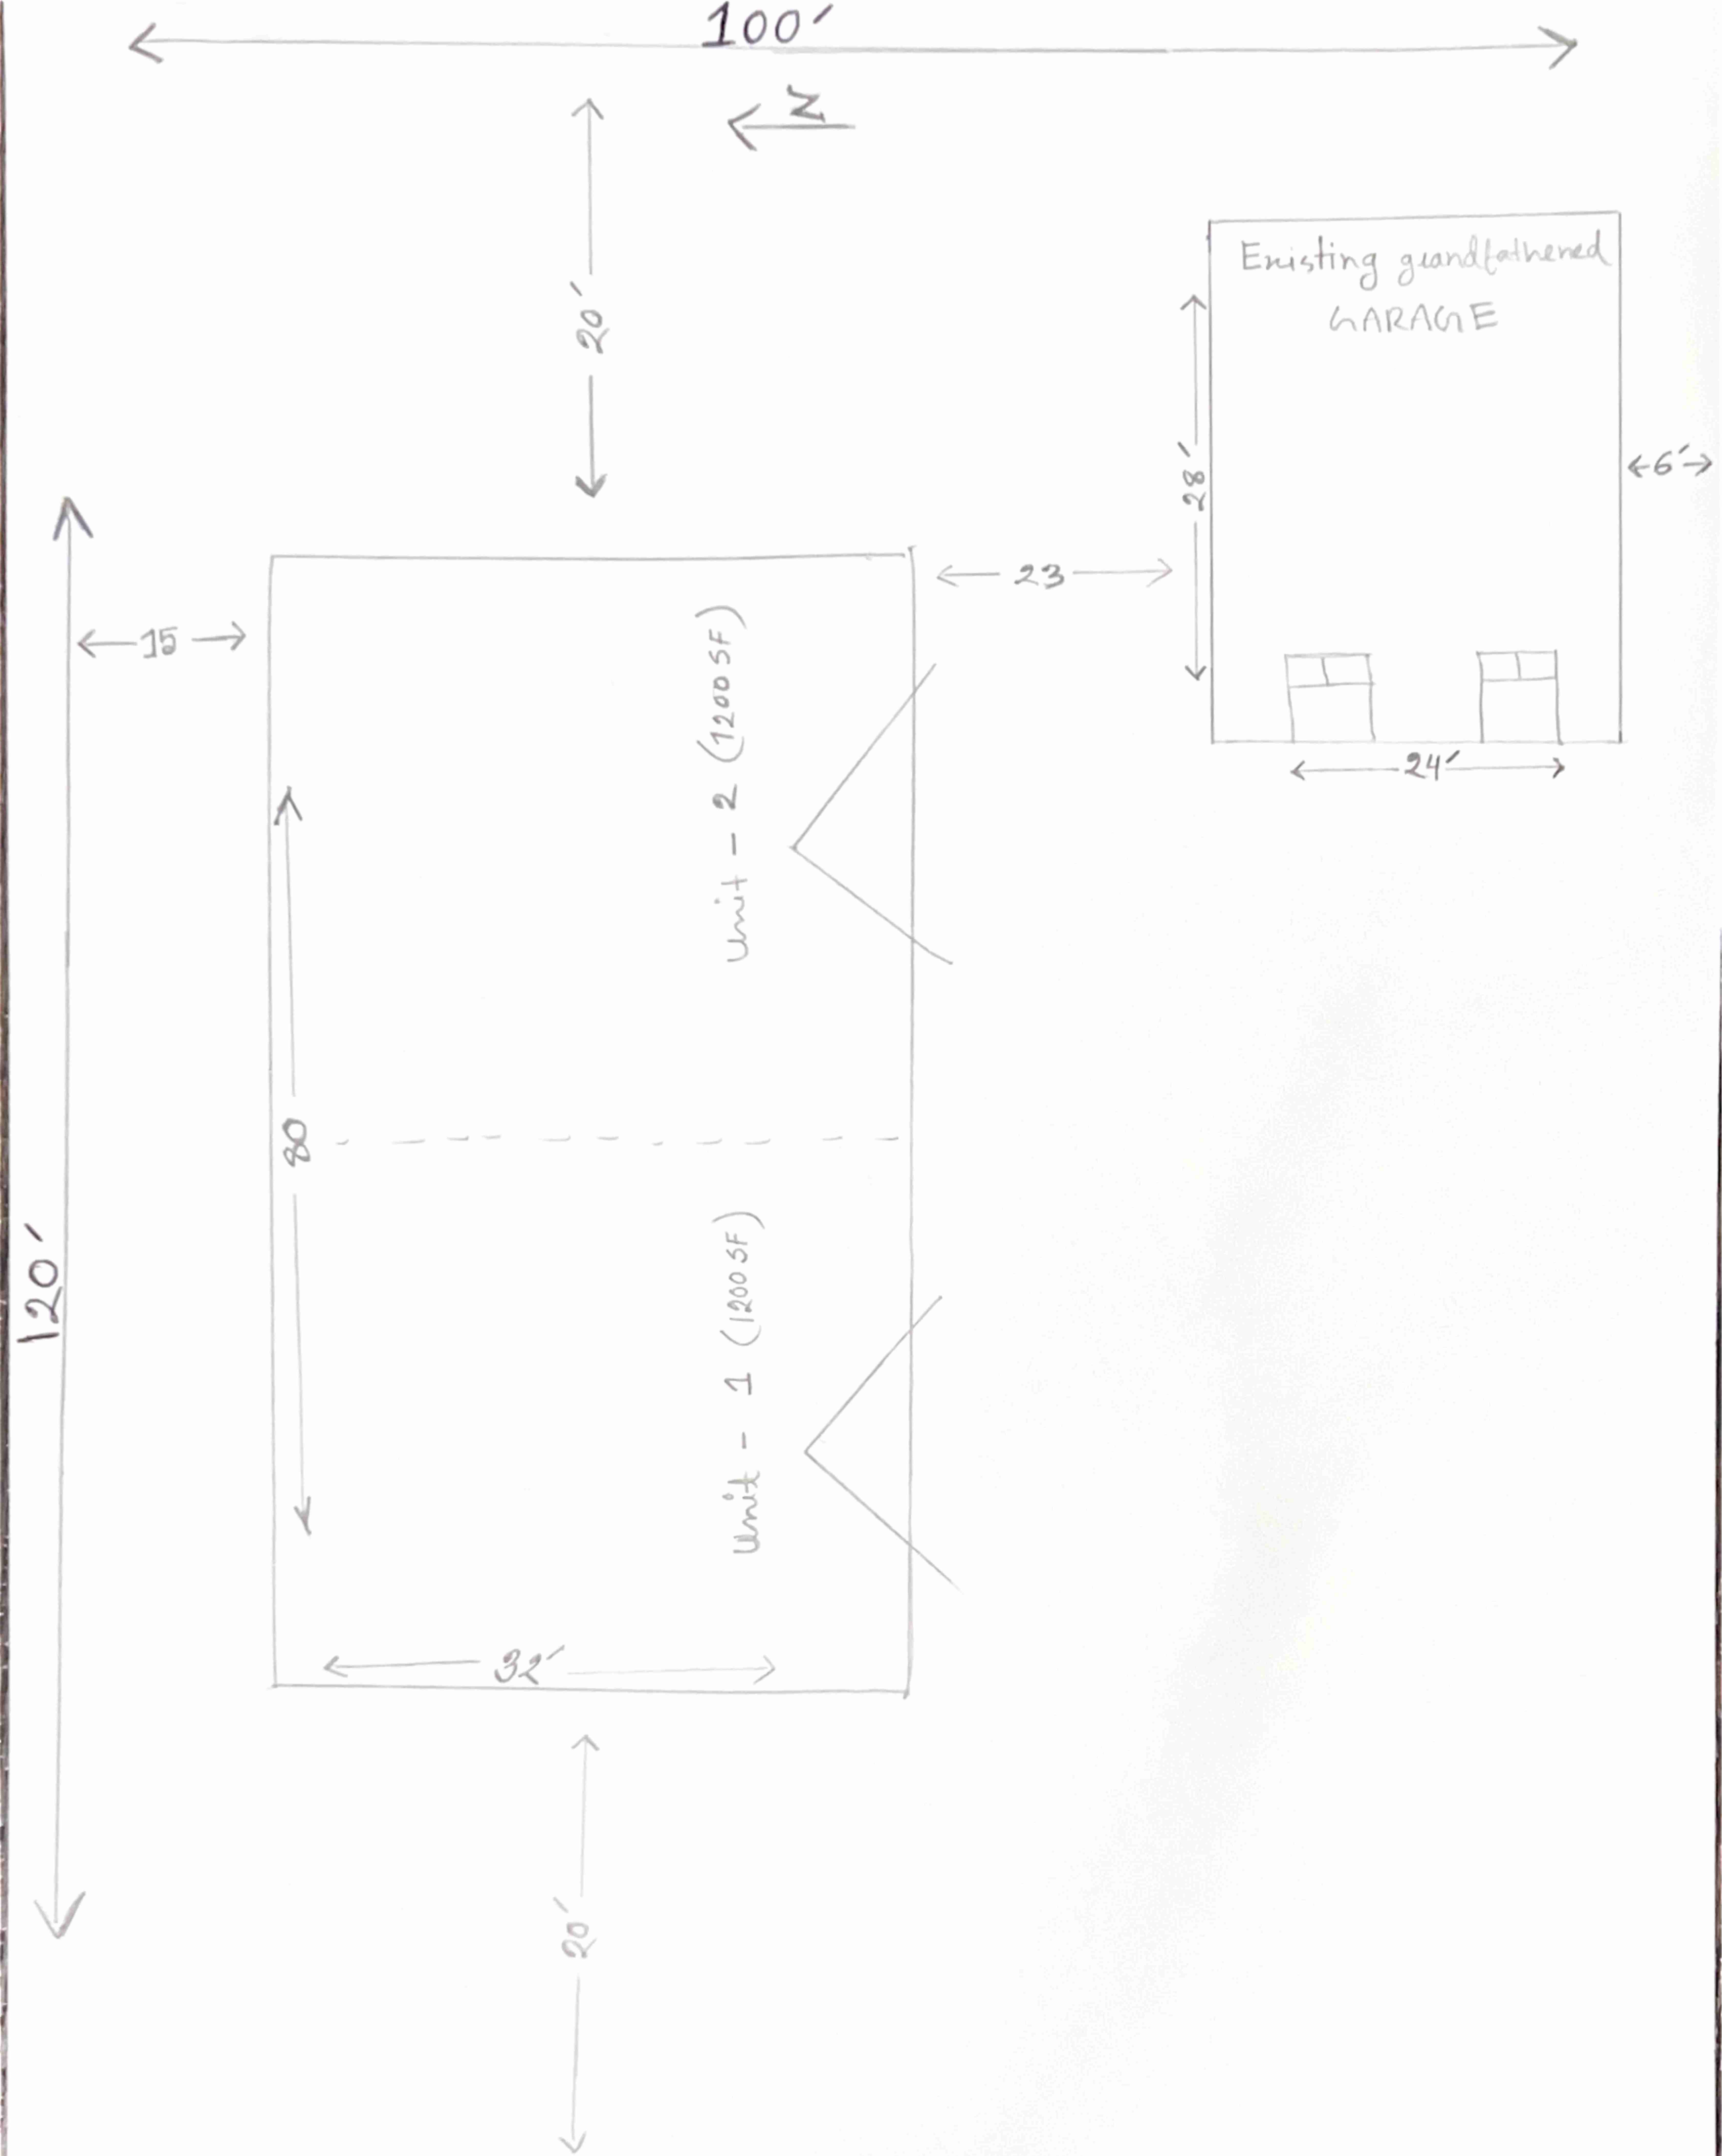 100'
N
20'
Existing grandfathered
GARAGE
28'
6'
23
15
24'
Unit - 2 (1200 SF)
80
120'
Unit - 1 (1200 SF)
32'
20'